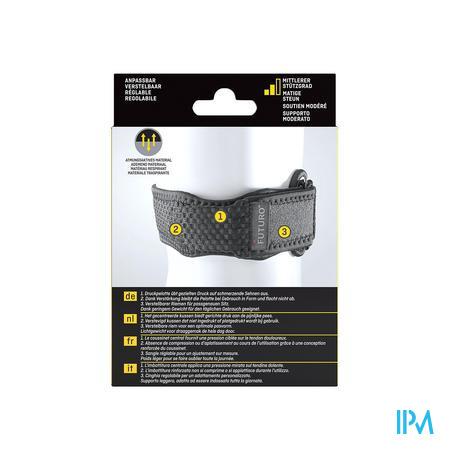 ANPASSBAR
VERSTELBAAR
RÉGLABLE
REGOLABILE
MITTLERER
STÜTZGRAD
MATIGE
STEUN
SOUTIEN MODÉRÉ
SUPPORTO
MODERATO
ATMUNGSAKTIVES MATERIAL
ADEMEND MATERIAAL
MATÉRIAU RESPIRANT
MATERIALE TRASPIRANTE
1
2
3
FUTURO
de
1. Druckpelotte übt gezielten Druck auf schmerzende Sehnen aus.
2. Dank Verstärkung bleibt die Pelotte bei Gebrauch in Form und flacht nicht ab.
3. Verstellbarer Riemen für passgenauen Sitz.
Dank geringem Gewicht für den täglichen Gebrauch geeignet.
nl
1. Het gecentreerde kussen biedt gerichte druk aan de pijnlijke pees.
2. Verstevigd kussen dat niet ingedrukt of platgedrukt wordt bij gebruik.
3. Verstelbare riem voor een optimale pasvorm.
Lichtgewicht voor draaggemak de hele dag door.
fr
1. Le coussinet central fournit une pression ciblée sur le tendon douloureux.
2. Absence de compression ou d'aplatissement au cours de l'utilisation grâce à une conception
renforcée du coussinet.
3. Sangle réglable pour un ajustement sur mesure.
Poids léger pour se faire oublier toute la journée.
it
1. L'imbottitura centrale applica una pressione mirata sul tendine dolente.
2. L'imbottitura rinforzata non si comprime o si appiattisce durante l'utilizzo.
3. Cinghia regolabile per un adattamento personalizzato.
Supporto leggero, adatto ad essere indossato tutto il giorno.
IPM